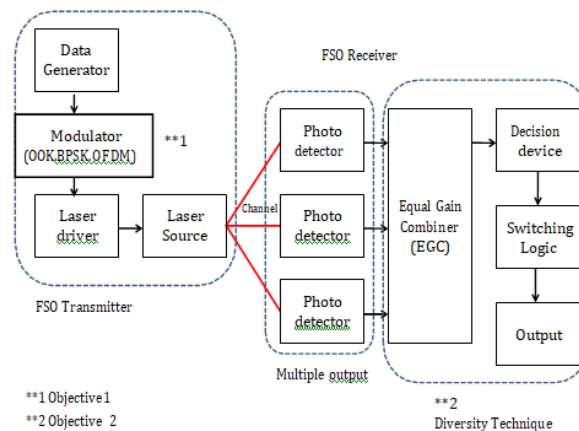 FSO Receiver
Data
Generator
Modulator
(OOK,BPSK,OFDM)
**1
Laser
driver
Laser
Source
FSO Transmitter
Channel
Photo
detector
Photo
detector
Photo
detector
Multiple output
Equal Gain
Combiner
(EGC)
Decision
device
Switching
Logic
Output
**1 Objective 1
**2 Objective 2
**2
Diversity Technique